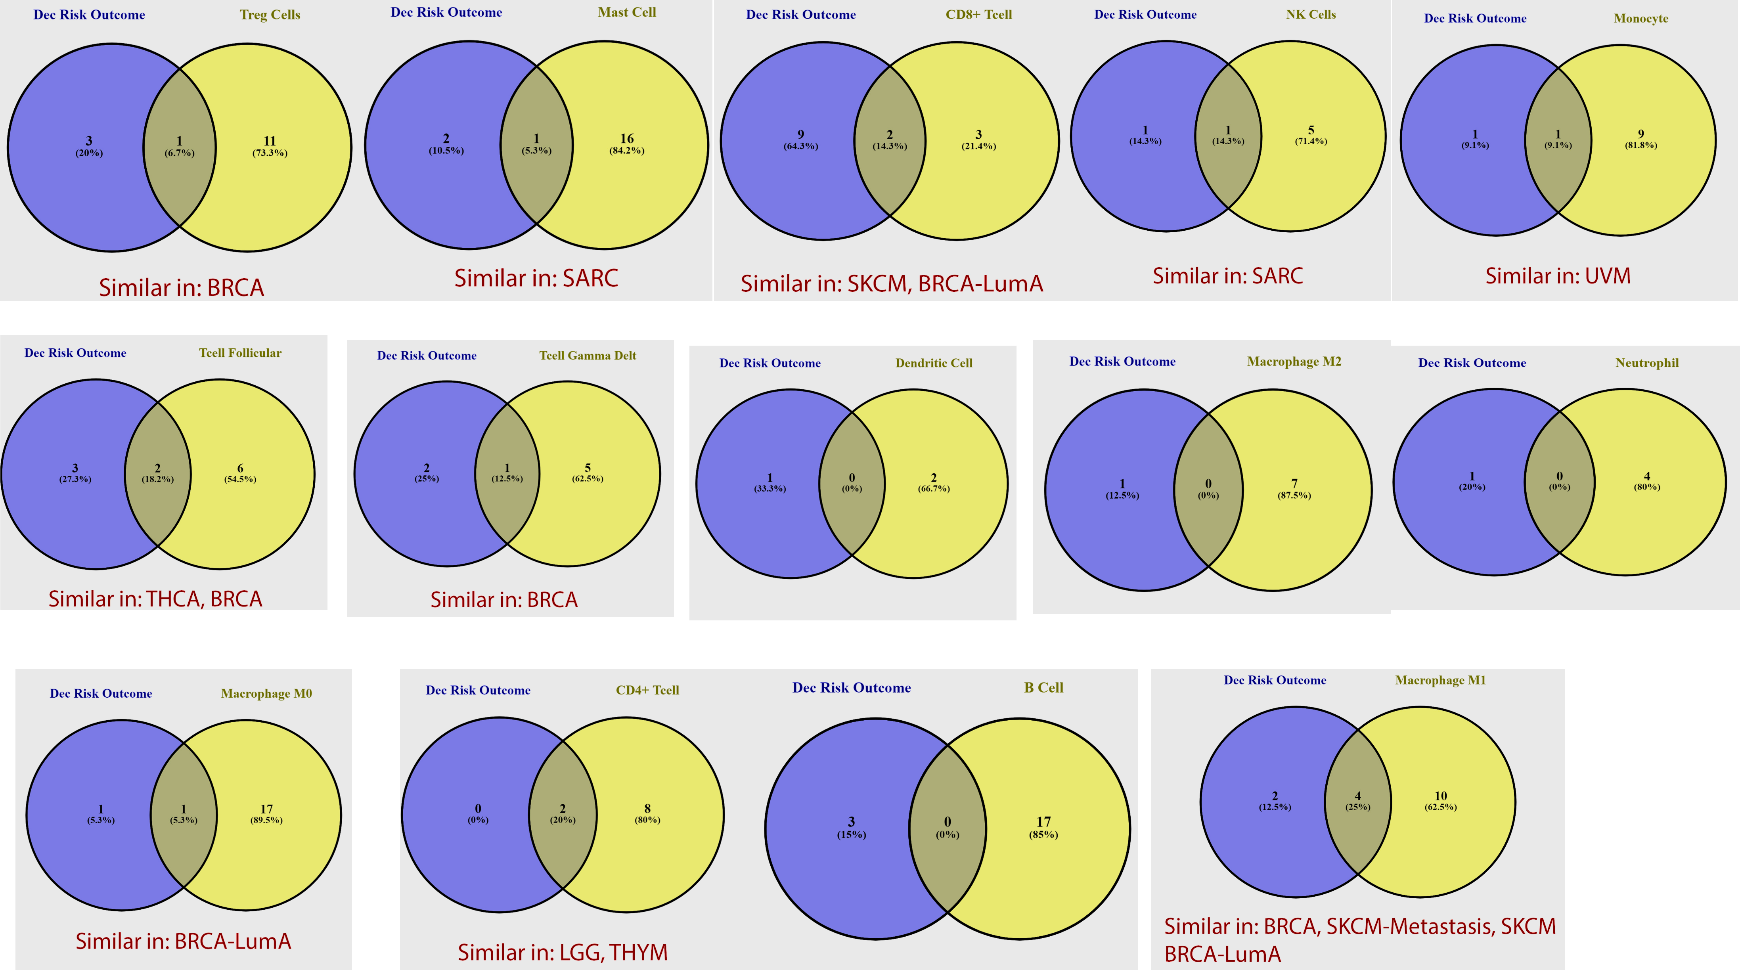 Dec Risk Outcome Treg Cells
3 1 11
(20%) (6.7%) (73.3%)
Similar in: BRCA
Dec Risk Outcome Mast Cell
2 1 16
(10.5%) (5.3%) (84.2%)
Similar in: SARC
Dec Risk Outcome CD8+ Tcell
9 2 3
(64.3%) (14.3%) (21.4%)
Similar in: SKCM, BRCA-LumA
Dec Risk Outcome NK Cells
1 1 5
(14.3%) (14.3%) (71.4%)
Similar in: SARC
Dec Risk Outcome Monocyte
1 1 9
(9.1%) (9.1%) (81.8%)
Similar in: UVM
Dec Risk Outcome Tcell Follicular
3 2 6
(27.3%) (18.2%) (54.5%)
Similar in: THCA, BRCA
Dec Risk Outcome Tcell Gamma Delt
2 1 5
(25%) (12.5%) (62.5%)
Similar in: BRCA
Dec Risk Outcome Dendritic Cell
1 0 2
(33.3%) (0%) (66.7%)
Dec Risk Outcome Macrophage M2
1 0 7
(12.5%) (0%) (87.5%)
Dec Risk Outcome Neutrophil
1 0 4
(20%) (0%) (80%)
Dec Risk Outcome Macrophage M0
1 1 17
(5.3%) (5.3%) (89.5%)
Similar in: BRCA-LumA
Dec Risk Outcome CD4+ Tcell
0 2 8
(0%) (20%) (80%)
Similar in: LGG, THYM
Dec Risk Outcome B Cell
3 0 17
(15%) (0%) (85%)
Dec Risk Outcome Macrophage M1
2 4 10
(12.5%) (25%) (62.5%)
Similar in: BRCA, SKCM-Metastasis, SKCM
BRCA-LumA